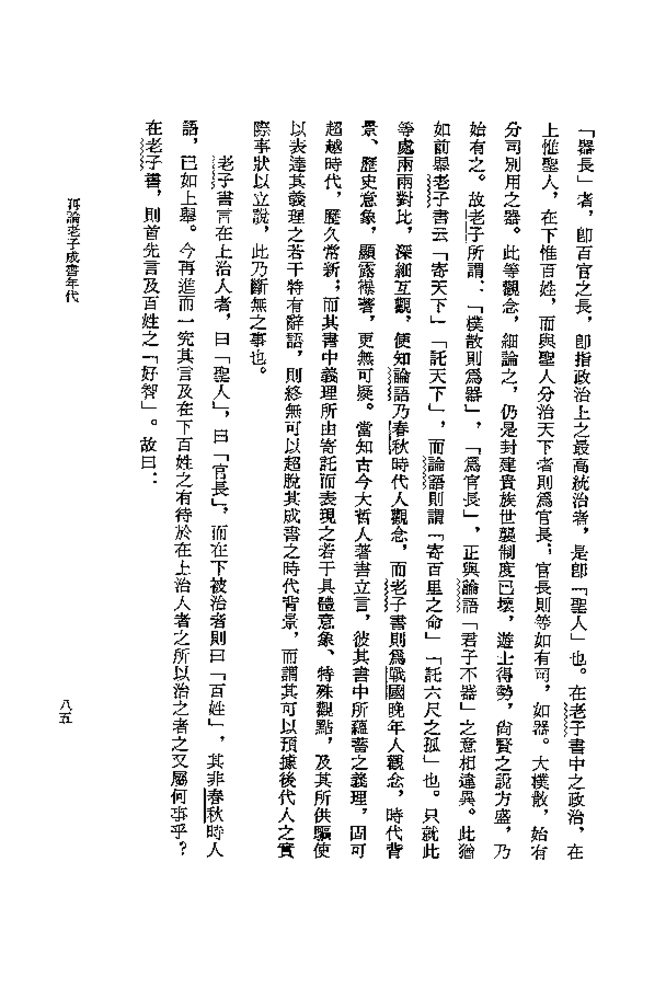 「器長」者，卽百官之長，卽指政治上之最高統治者，是卽「聖人」也。在老子書中之政治，在
上惟聖人，在下惟百姓，而與聖人分治天下者則爲官長；官長則等如有司，如器。大樸散，始有
分司別用之器。此等觀念，細論之，仍是封建貴族世襲制度已壞，遊士得勢，尙賢之說方盛，乃
始有之。故老子所謂：「樸散則爲器」，「爲官長」，正與論語「君子不器」之意相違異。此猶
如前舉老子書云「寄天下」「託天下」，而論語則謂「寄百里之命」「託六尺之孤」也。只就此
等處兩兩對比，深細互觀，便知論語乃春秋時代人觀念，而老子書則爲戰國晚年人觀念，時代背
景、歷史意象，顯露襮著，更無可疑。當知古今大哲人著書立言，彼其書中所蘊蓄之義理，固可
超越時代，歷久常新；而其書中義理所由寄託而表現之若干具體意象、特殊觀點，及其所供驅使
以表達其義理之若干特有辭語，則終無可以超脫其成書之時代背景，而謂其可以預據後代人之實
際事狀以立說，此乃斷無之事也。
老子書言在上治人者，曰「聖人」，曰「官長」，而在下被治者則曰「百姓」，其非春秋時人
語，已如上舉。今再進而一究其言及在下百姓之有待於在上治人者之所以治之者之又屬何事乎？
在老子書，則首先言及百姓之「好智」。故曰：
再論老子成書年代
八五